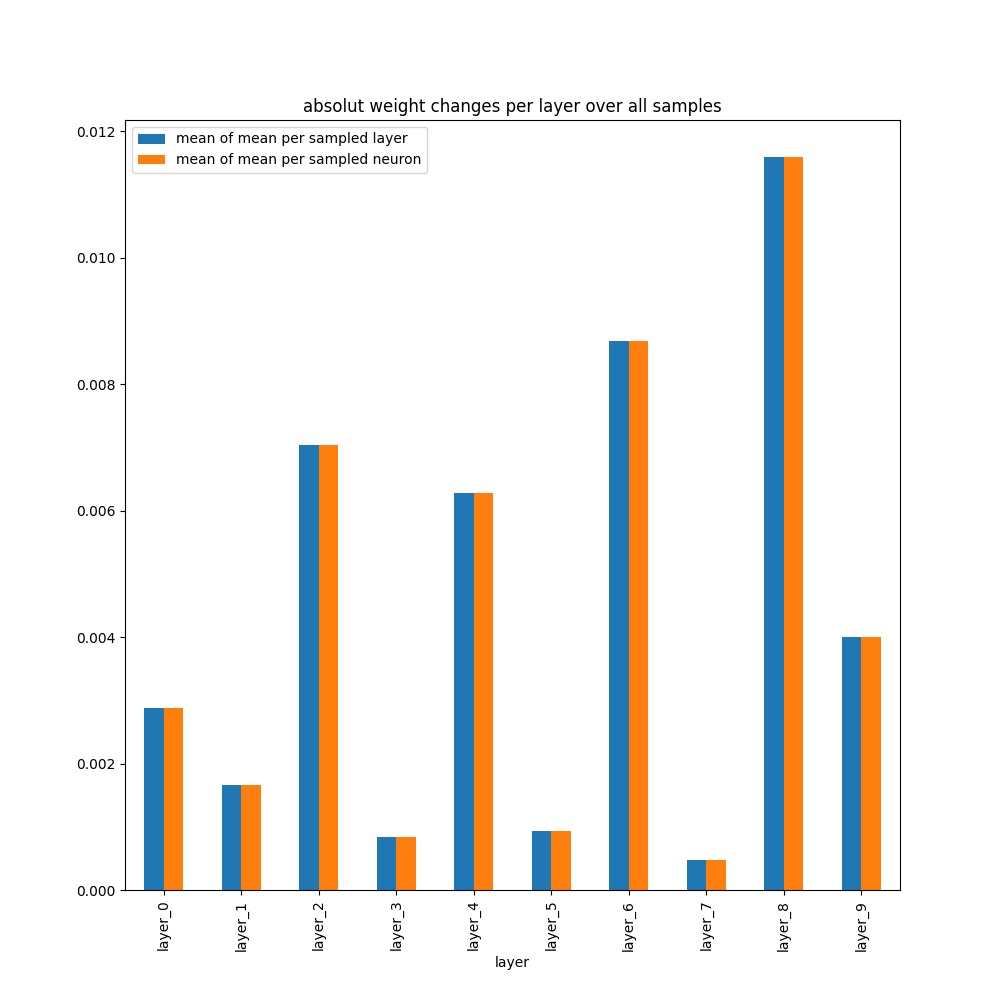 absolut weight changes per layer over all samples
mean of mean per sampled layer
mean of mean per sampled neuron
0.012
0.010
0.008
0.006
0.004
0.002
0.000
layer_0
layer_1
layer_2
layer_3
layer_4
layer_5
layer_6
layer_7
layer_8
layer_9
layer